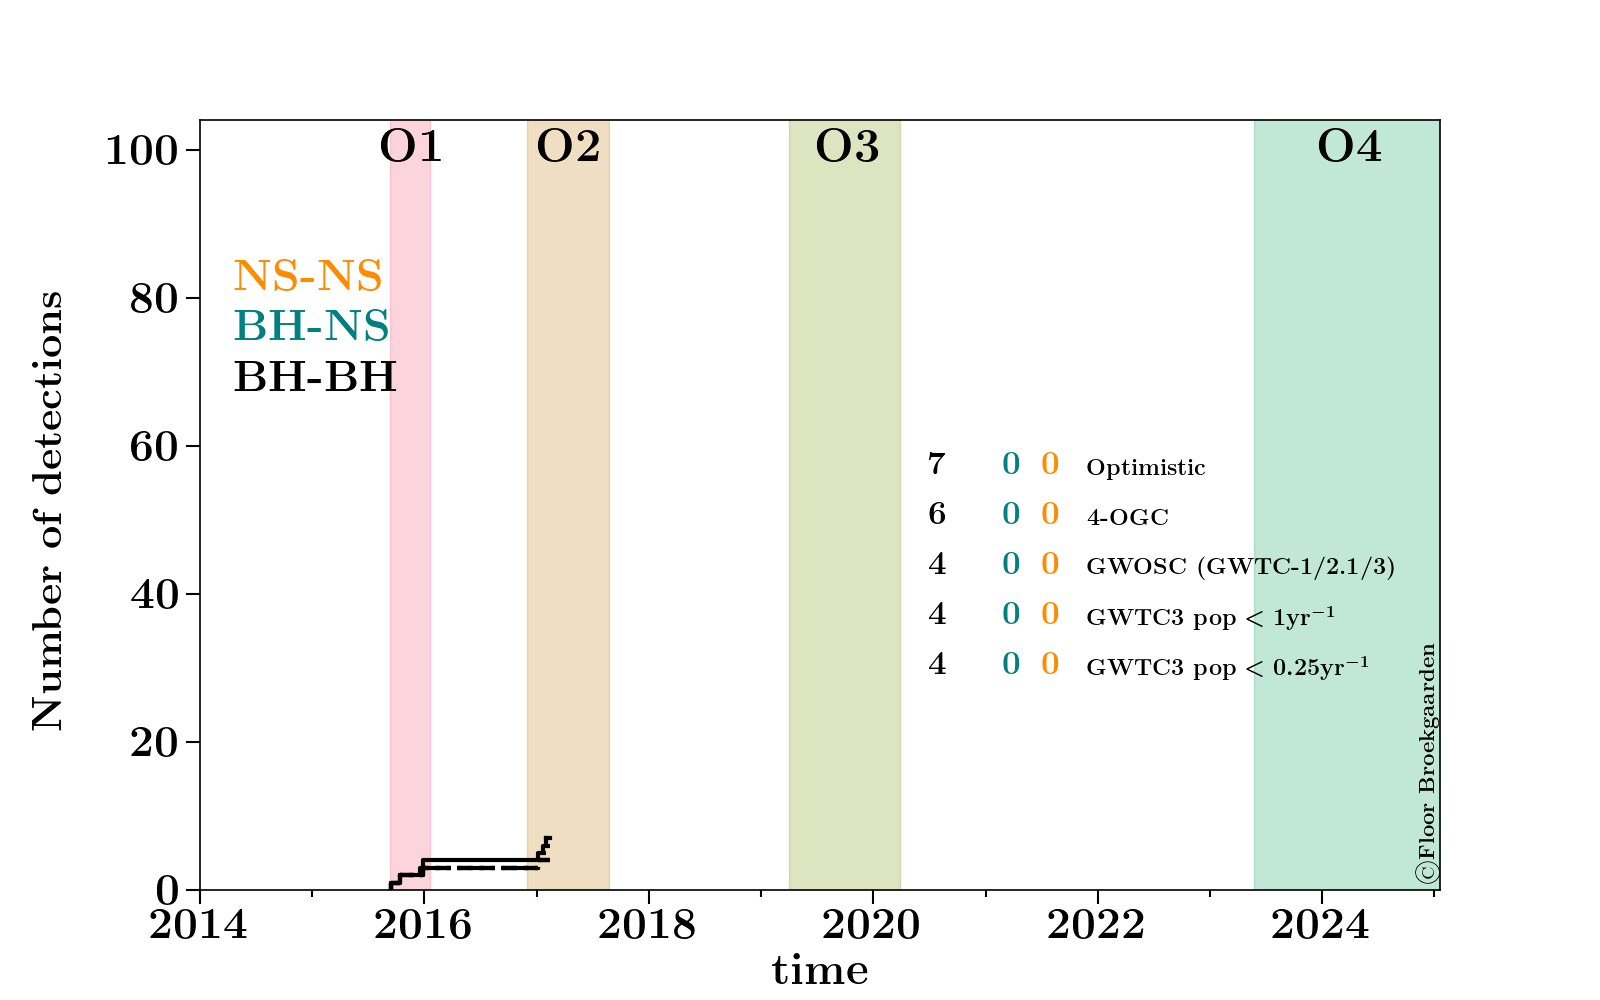 O1 O2 O3 O4
100
80
60
40
20
0
Number of detections
NS-NS
BH-NS
BH-BH
7 0 0 Optimistic
6 0 0 4-OGC
4 0 0 GWOSC (GWTC-1/2.1/3)
4 0 0 GWTC3 pop < 1yr⁻¹
4 0 0 GWTC3 pop < 0.25yr⁻¹
©Floor Broekgaarden
2014 2016 2018 2020 2022 2024
time